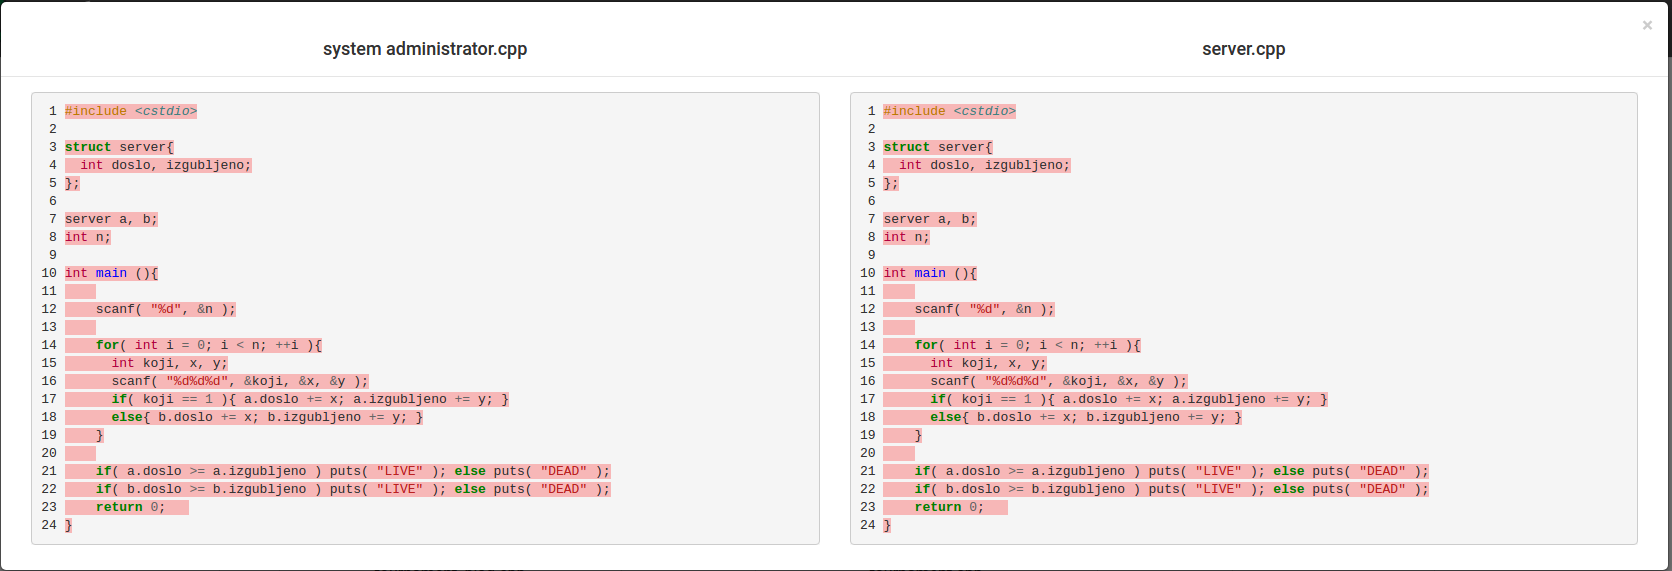 ×
system administrator.cpp
server.cpp
1 #include <cstdio>
2
3 struct server{
4   int doslo, izgubljeno;
5 };
6
7 server a, b;
8 int n;
9
10 int main (){
11
12     scanf( "%d", &n );
13
14     for( int i = 0; i < n; ++i ){
15       int koji, x, y;
16       scanf( "%d%d%d", &koji, &x, &y );
17       if( koji == 1 ){ a.doslo += x; a.izgubljeno += y; }
18       else{ b.doslo += x; b.izgubljeno += y; }
19     }
20
21     if( a.doslo >= a.izgubljeno ) puts( "LIVE" ); else puts( "DEAD" );
22     if( b.doslo >= b.izgubljeno ) puts( "LIVE" ); else puts( "DEAD" );
23     return 0;
24 }
1 #include <cstdio>
2
3 struct server{
4   int doslo, izgubljeno;
5 };
6
7 server a, b;
8 int n;
9
10 int main (){
11
12     scanf( "%d", &n );
13
14     for( int i = 0; i < n; ++i ){
15       int koji, x, y;
16       scanf( "%d%d%d", &koji, &x, &y );
17       if( koji == 1 ){ a.doslo += x; a.izgubljeno += y; }
18       else{ b.doslo += x; b.izgubljeno += y; }
19     }
20
21     if( a.doslo >= a.izgubljeno ) puts( "LIVE" ); else puts( "DEAD" );
22     if( b.doslo >= b.izgubljeno ) puts( "LIVE" ); else puts( "DEAD" );
23     return 0;
24 }